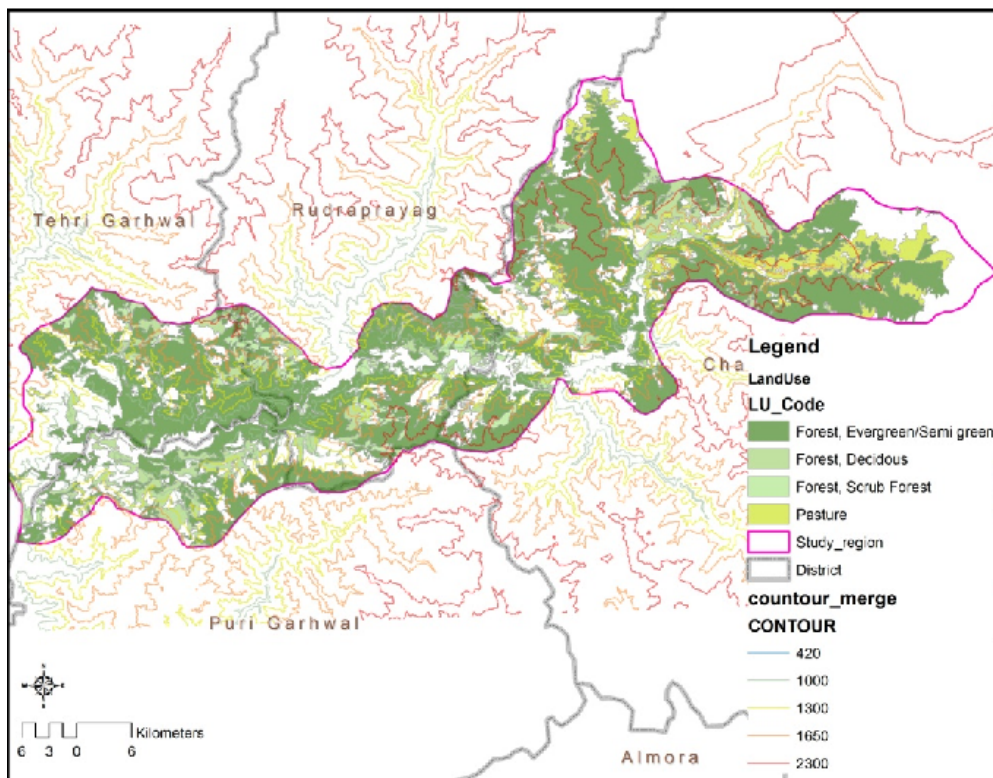 Tehri Garhwal
Rucraprayag
Cha
Puri Garhwal
Almora
Legend
LandUse
LU_Code
Forest, Evergreen/Semi green
Forest, Decidous
Forest, Scrub Forest
Pasture
Study_region
District
countour_merge
CONTOUR
420
1000
1300
1650
2300
Kilometers
6 3 0 6